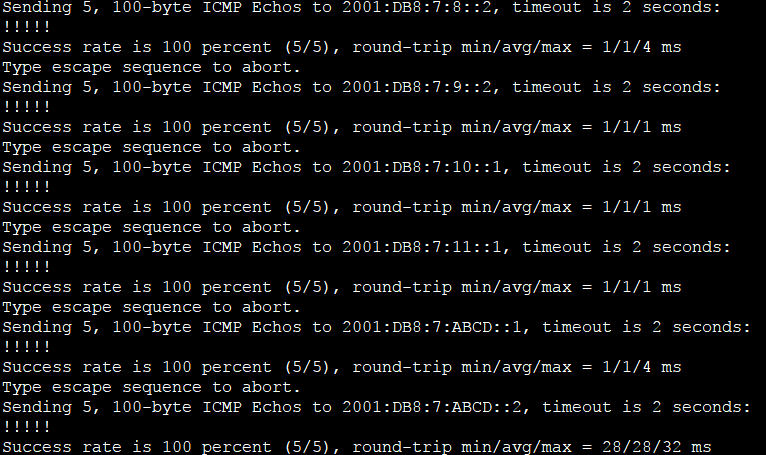 Sending 5, 100-byte ICMP Echos to 2001:DB8:7:8::2, timeout is 2 seconds:
!!!!!
Success rate is 100 percent (5/5), round-trip min/avg/max = 1/1/4 ms
Type escape sequence to abort.
Sending 5, 100-byte ICMP Echos to 2001:DB8:7:9::2, timeout is 2 seconds:
!!!!!
Success rate is 100 percent (5/5), round-trip min/avg/max = 1/1/1 ms
Type escape sequence to abort.
Sending 5, 100-byte ICMP Echos to 2001:DB8:7:10::1, timeout is 2 seconds:
!!!!!
Success rate is 100 percent (5/5), round-trip min/avg/max = 1/1/1 ms
Type escape sequence to abort.
Sending 5, 100-byte ICMP Echos to 2001:DB8:7:11::1, timeout is 2 seconds:
!!!!!
Success rate is 100 percent (5/5), round-trip min/avg/max = 1/1/1 ms
Type escape sequence to abort.
Sending 5, 100-byte ICMP Echos to 2001:DB8:7:ABCD::1, timeout is 2 seconds:
!!!!!
Success rate is 100 percent (5/5), round-trip min/avg/max = 1/1/4 ms
Type escape sequence to abort.
Sending 5, 100-byte ICMP Echos to 2001:DB8:7:ABCD::2, timeout is 2 seconds:
!!!!!
Success rate is 100 percent (5/5), round-trip min/avg/max = 28/28/32 ms